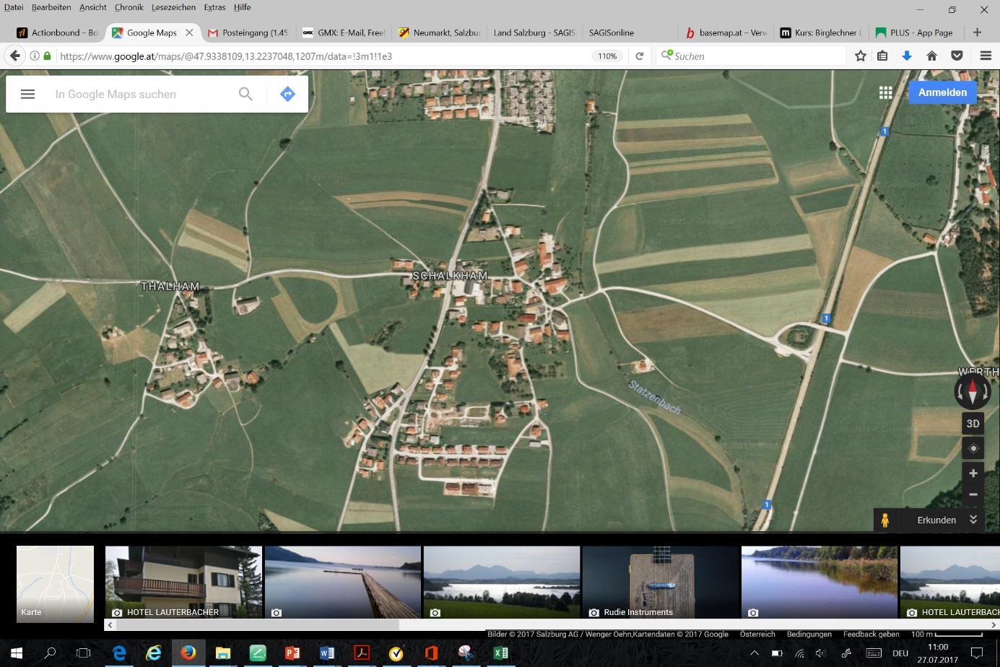 Datei Bearbeiten Ansicht Chronik Lesezeichen Extras Hilfe
Actionbound – Bo
Google Maps
Posteingang (1.45
GMX: E-Mail, Free
Neumarkt, Salzbur
Land Salzburg - SAGIS
SAGISonline
basemap.at – Verw
Kurs: Birglechner L
PLUS - App Page
https://www.google.at/maps/@47.9338109,13.2237048,1207m/data=!3m1!1e3
110%
Suchen
In Google Maps suchen
Anmelden
1
SCHALKHAM
THALHAM
1
WERTH
Statzenbach
3D
1
Erkunden
Karte
HOTEL LAUTERBACHER
Rudie Instruments
HOTEL LAUTERBACH
Bilder © 2017 Salzburg AG / Wenger Oehn,Kartendaten © 2017 Google Österreich Bedingungen Feedback geben 100 m
DEU
11:00
27.07.2017